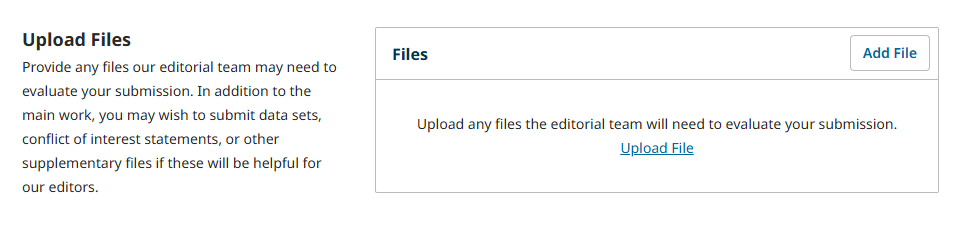 Upload Files
Provide any files our editorial team may need to
evaluate your submission. In addition to the
main work, you may wish to submit data sets,
conflict of interest statements, or other
supplementary files if these will be helpful for
our editors.
Files
Add File
Upload any files the editorial team will need to evaluate your submission.
Upload File